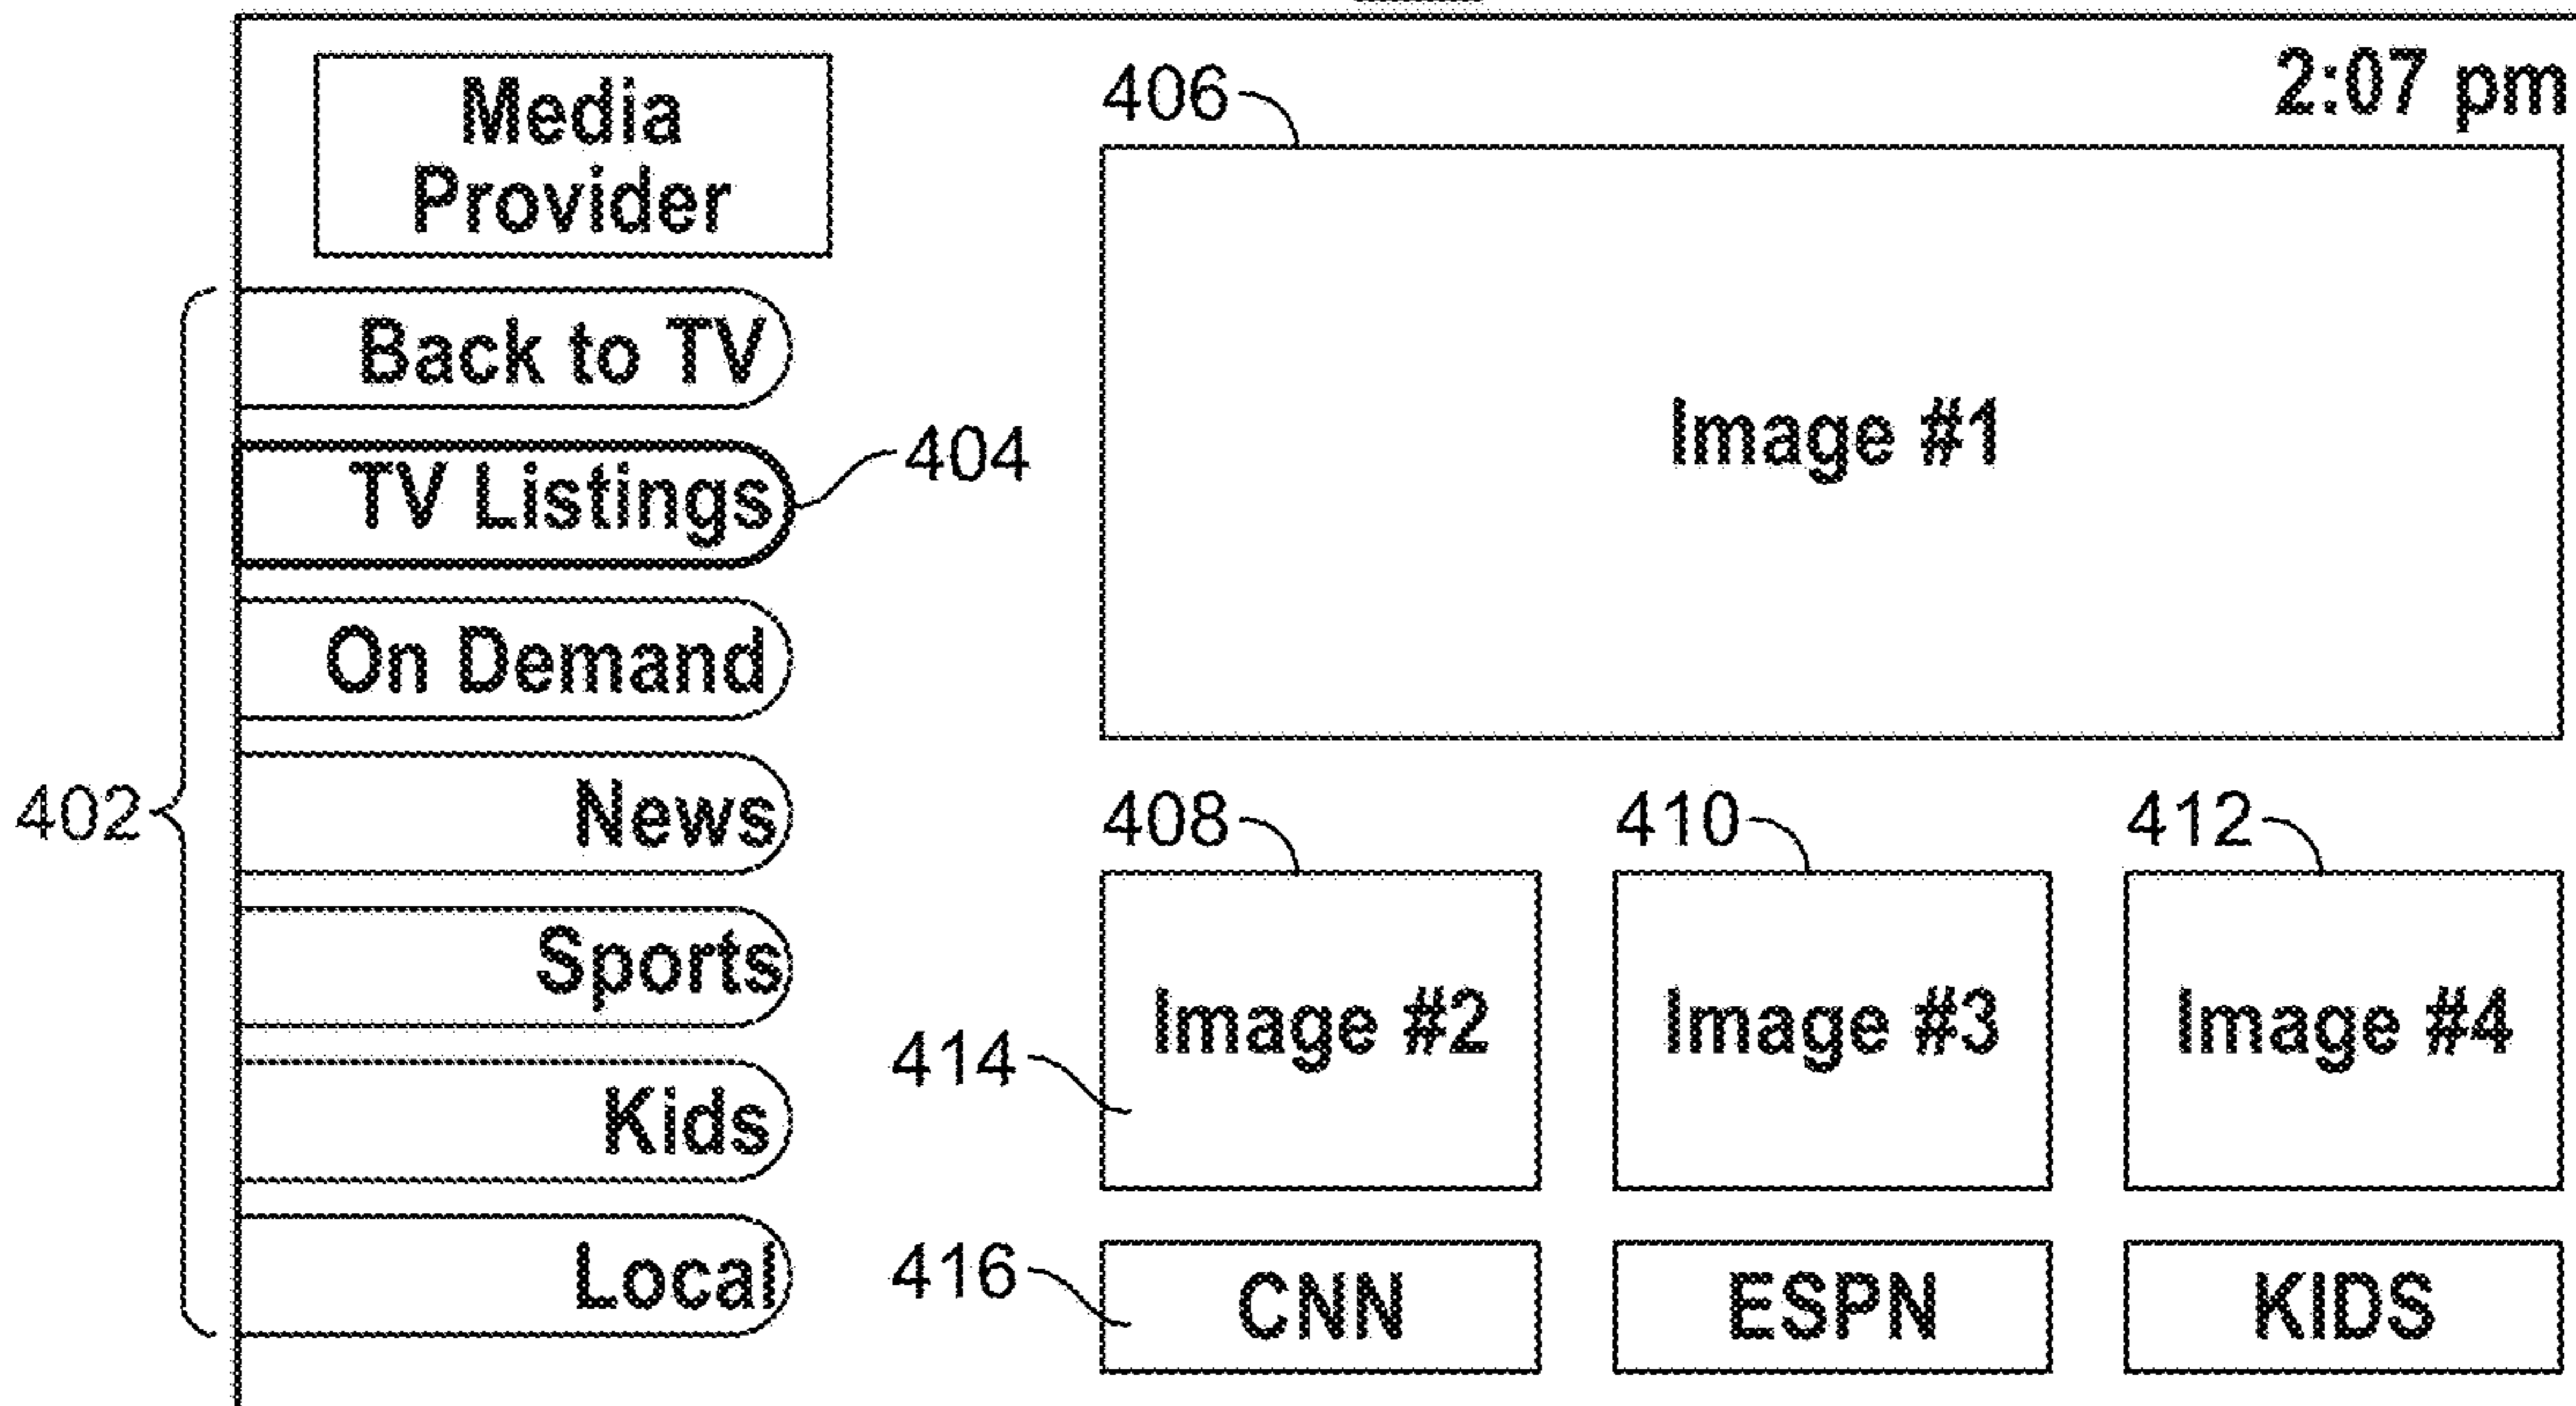 2:07 pm
Media
Provider
406
Back to TV
Image #1
TV Listings
404
On Demand
402
News
408
410
412
Sports
Image #2
Image #3
Image #4
414
Kids
Local
416
CNN
ESPN
KIDS